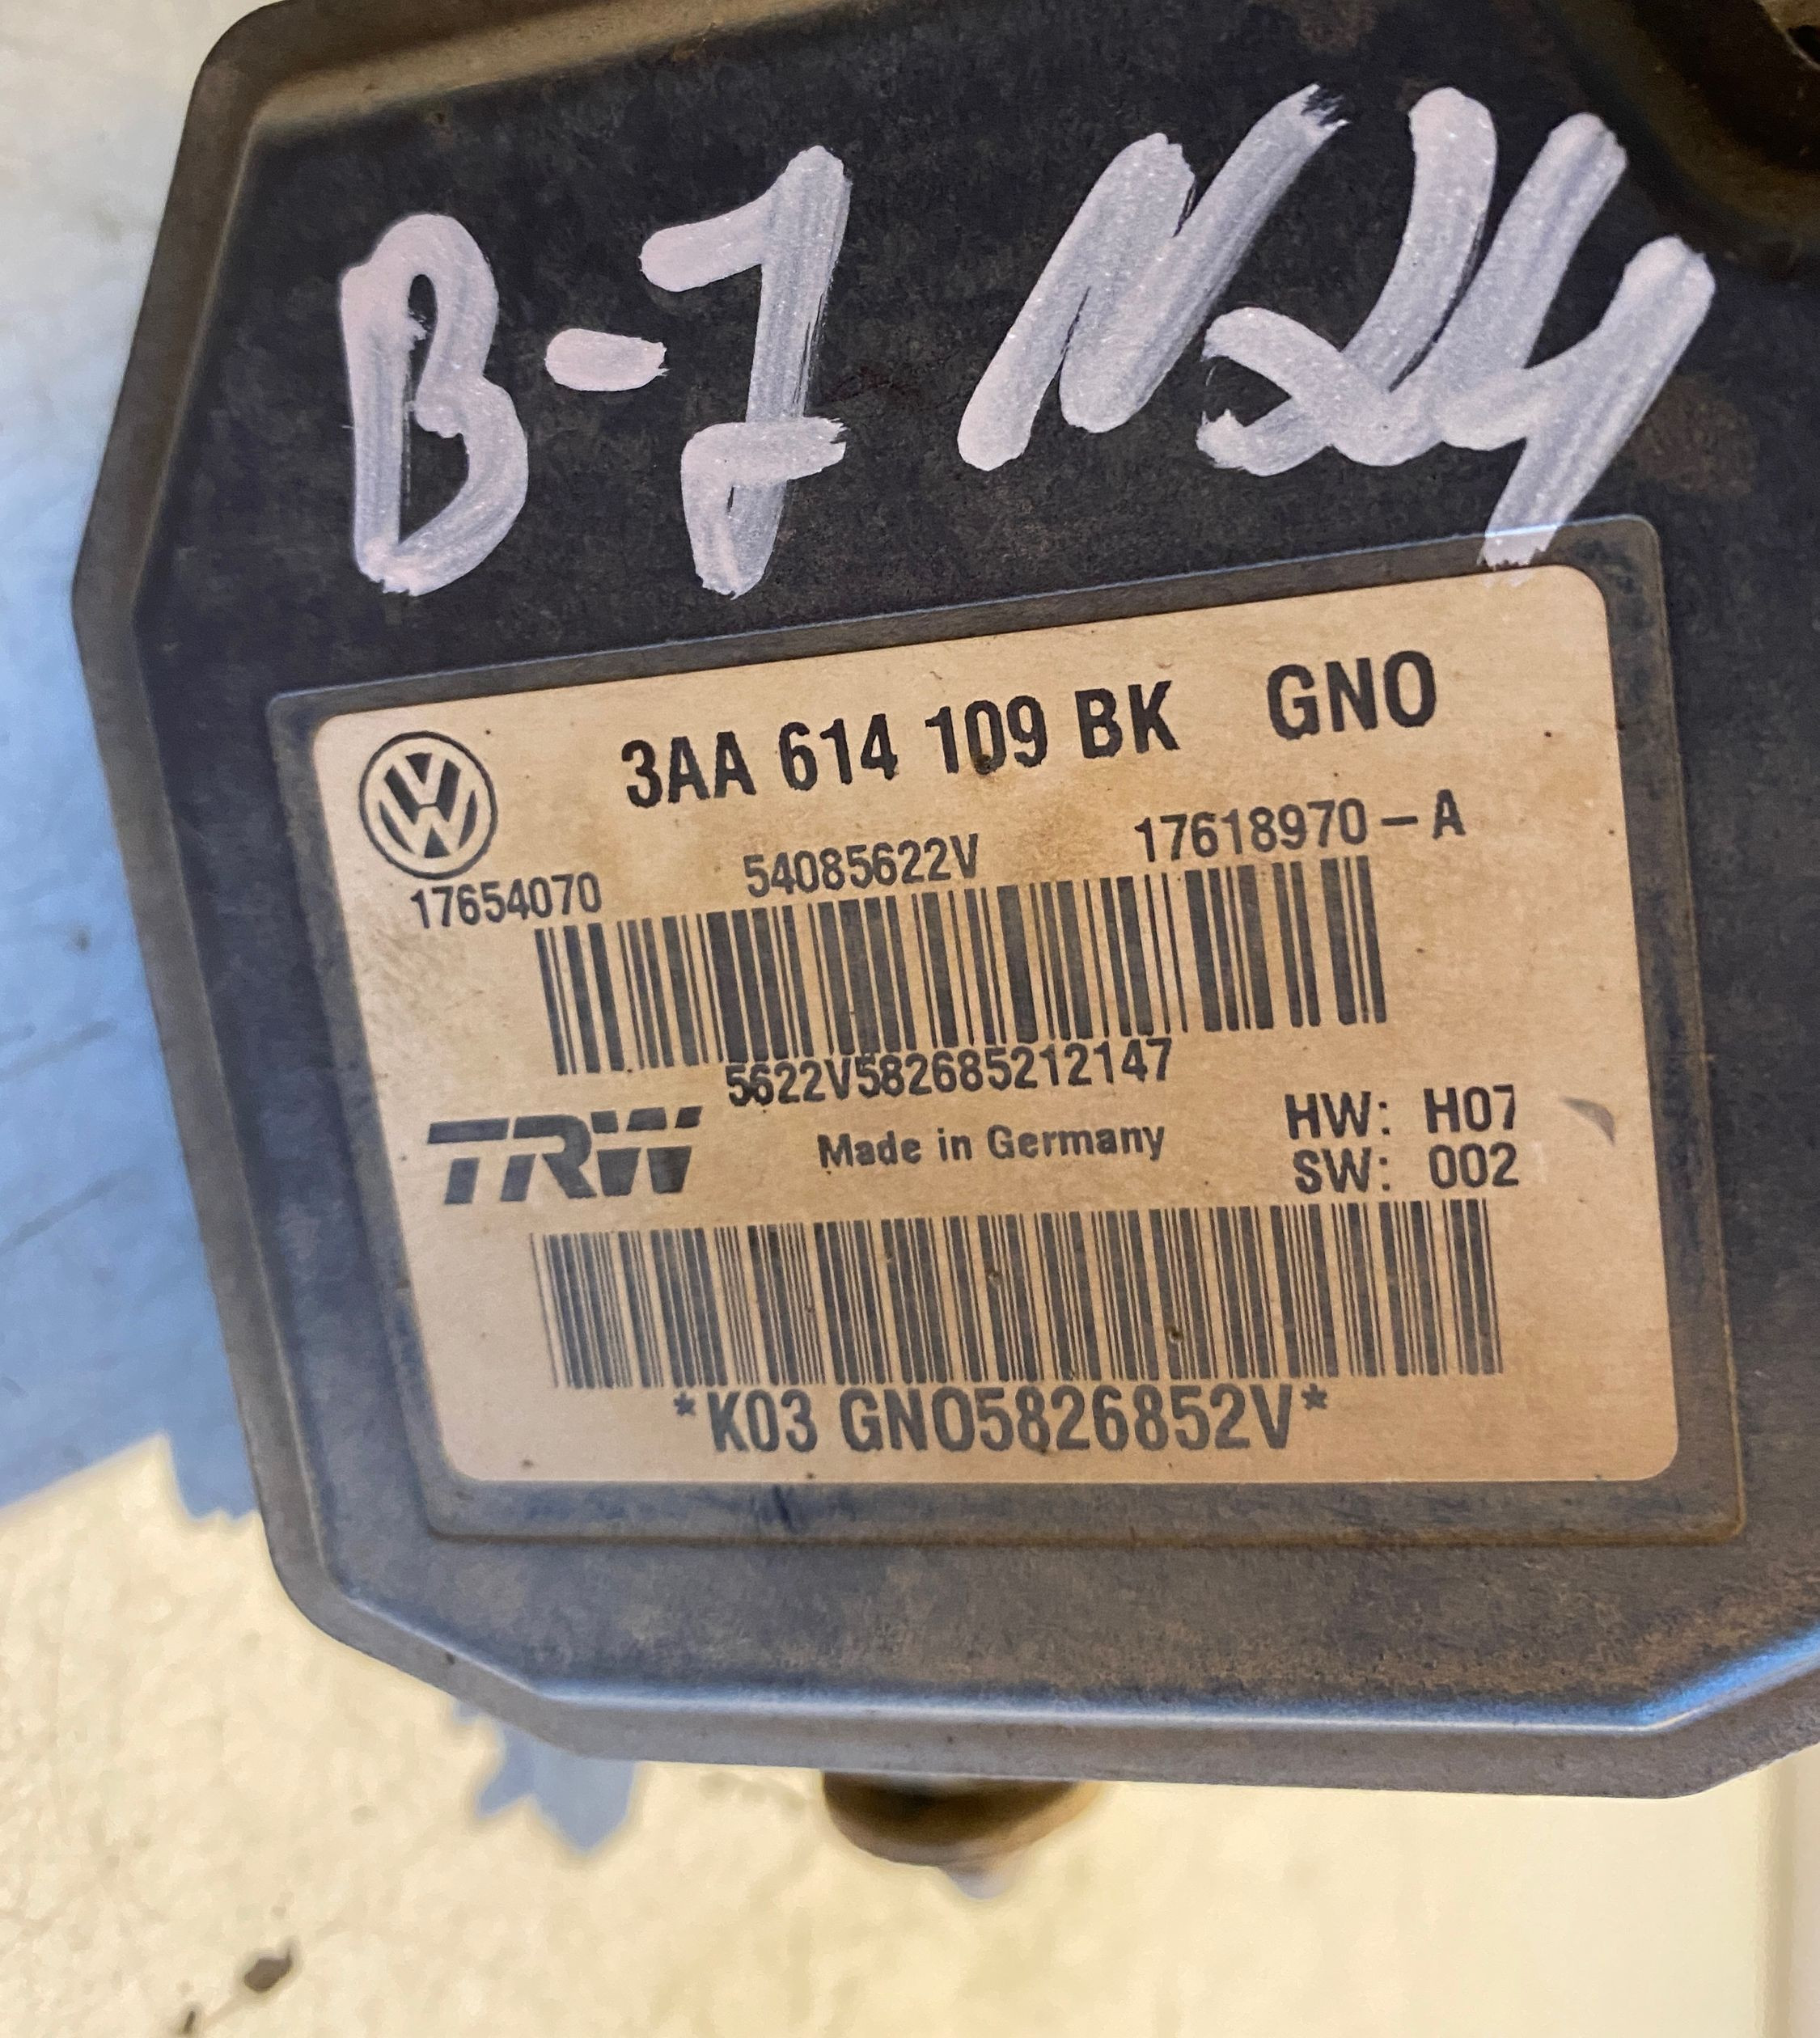 B-7 N24
3AA 614 109 BK GNO
17654070 54085622V 17618970-A
5622V582685212147
TRW Made in Germany HW: H07
SW: 002
*K03 GNO5826852V*